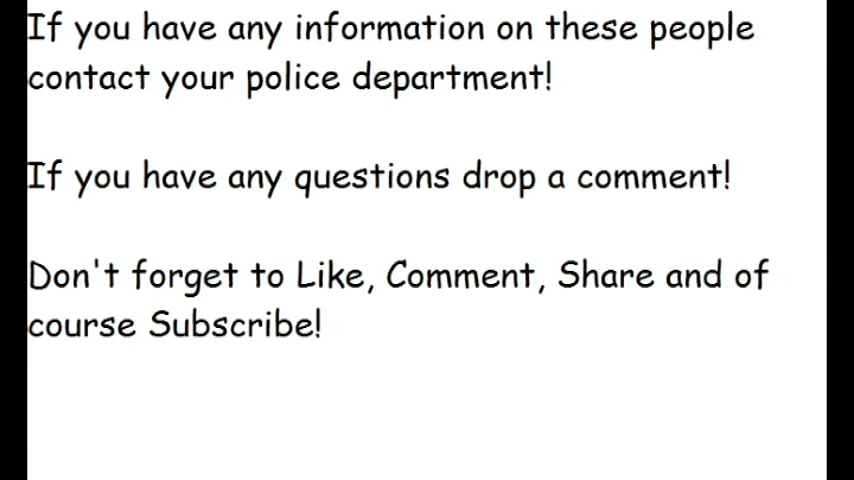 If you have any information on these people
contact your police department!
If you have any questions drop a comment!
Don't forget to Like, Comment, Share and of
course Subscribe!